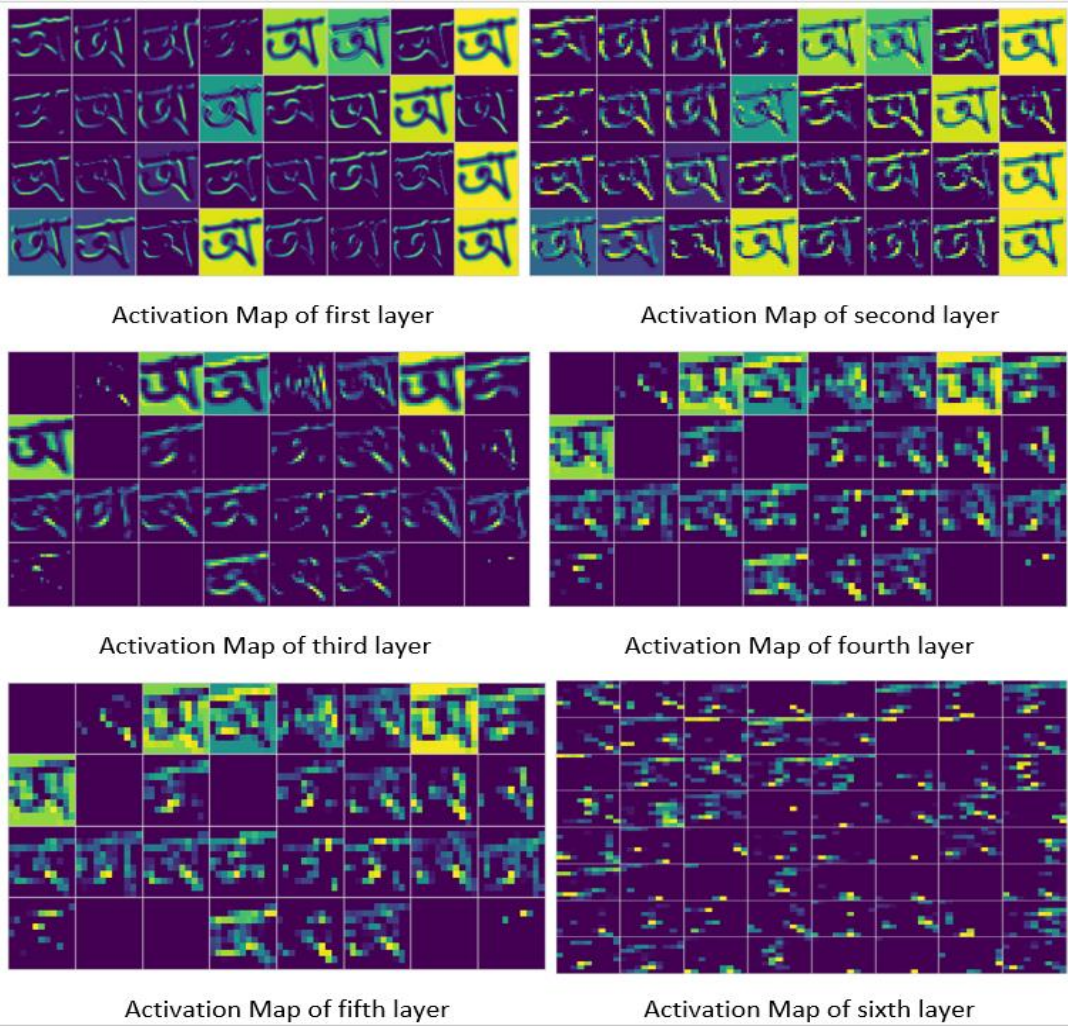 অ
Activation Map of first layer
Activation Map of second layer
Activation Map of third layer
Activation Map of fourth layer
Activation Map of fifth layer
Activation Map of sixth layer